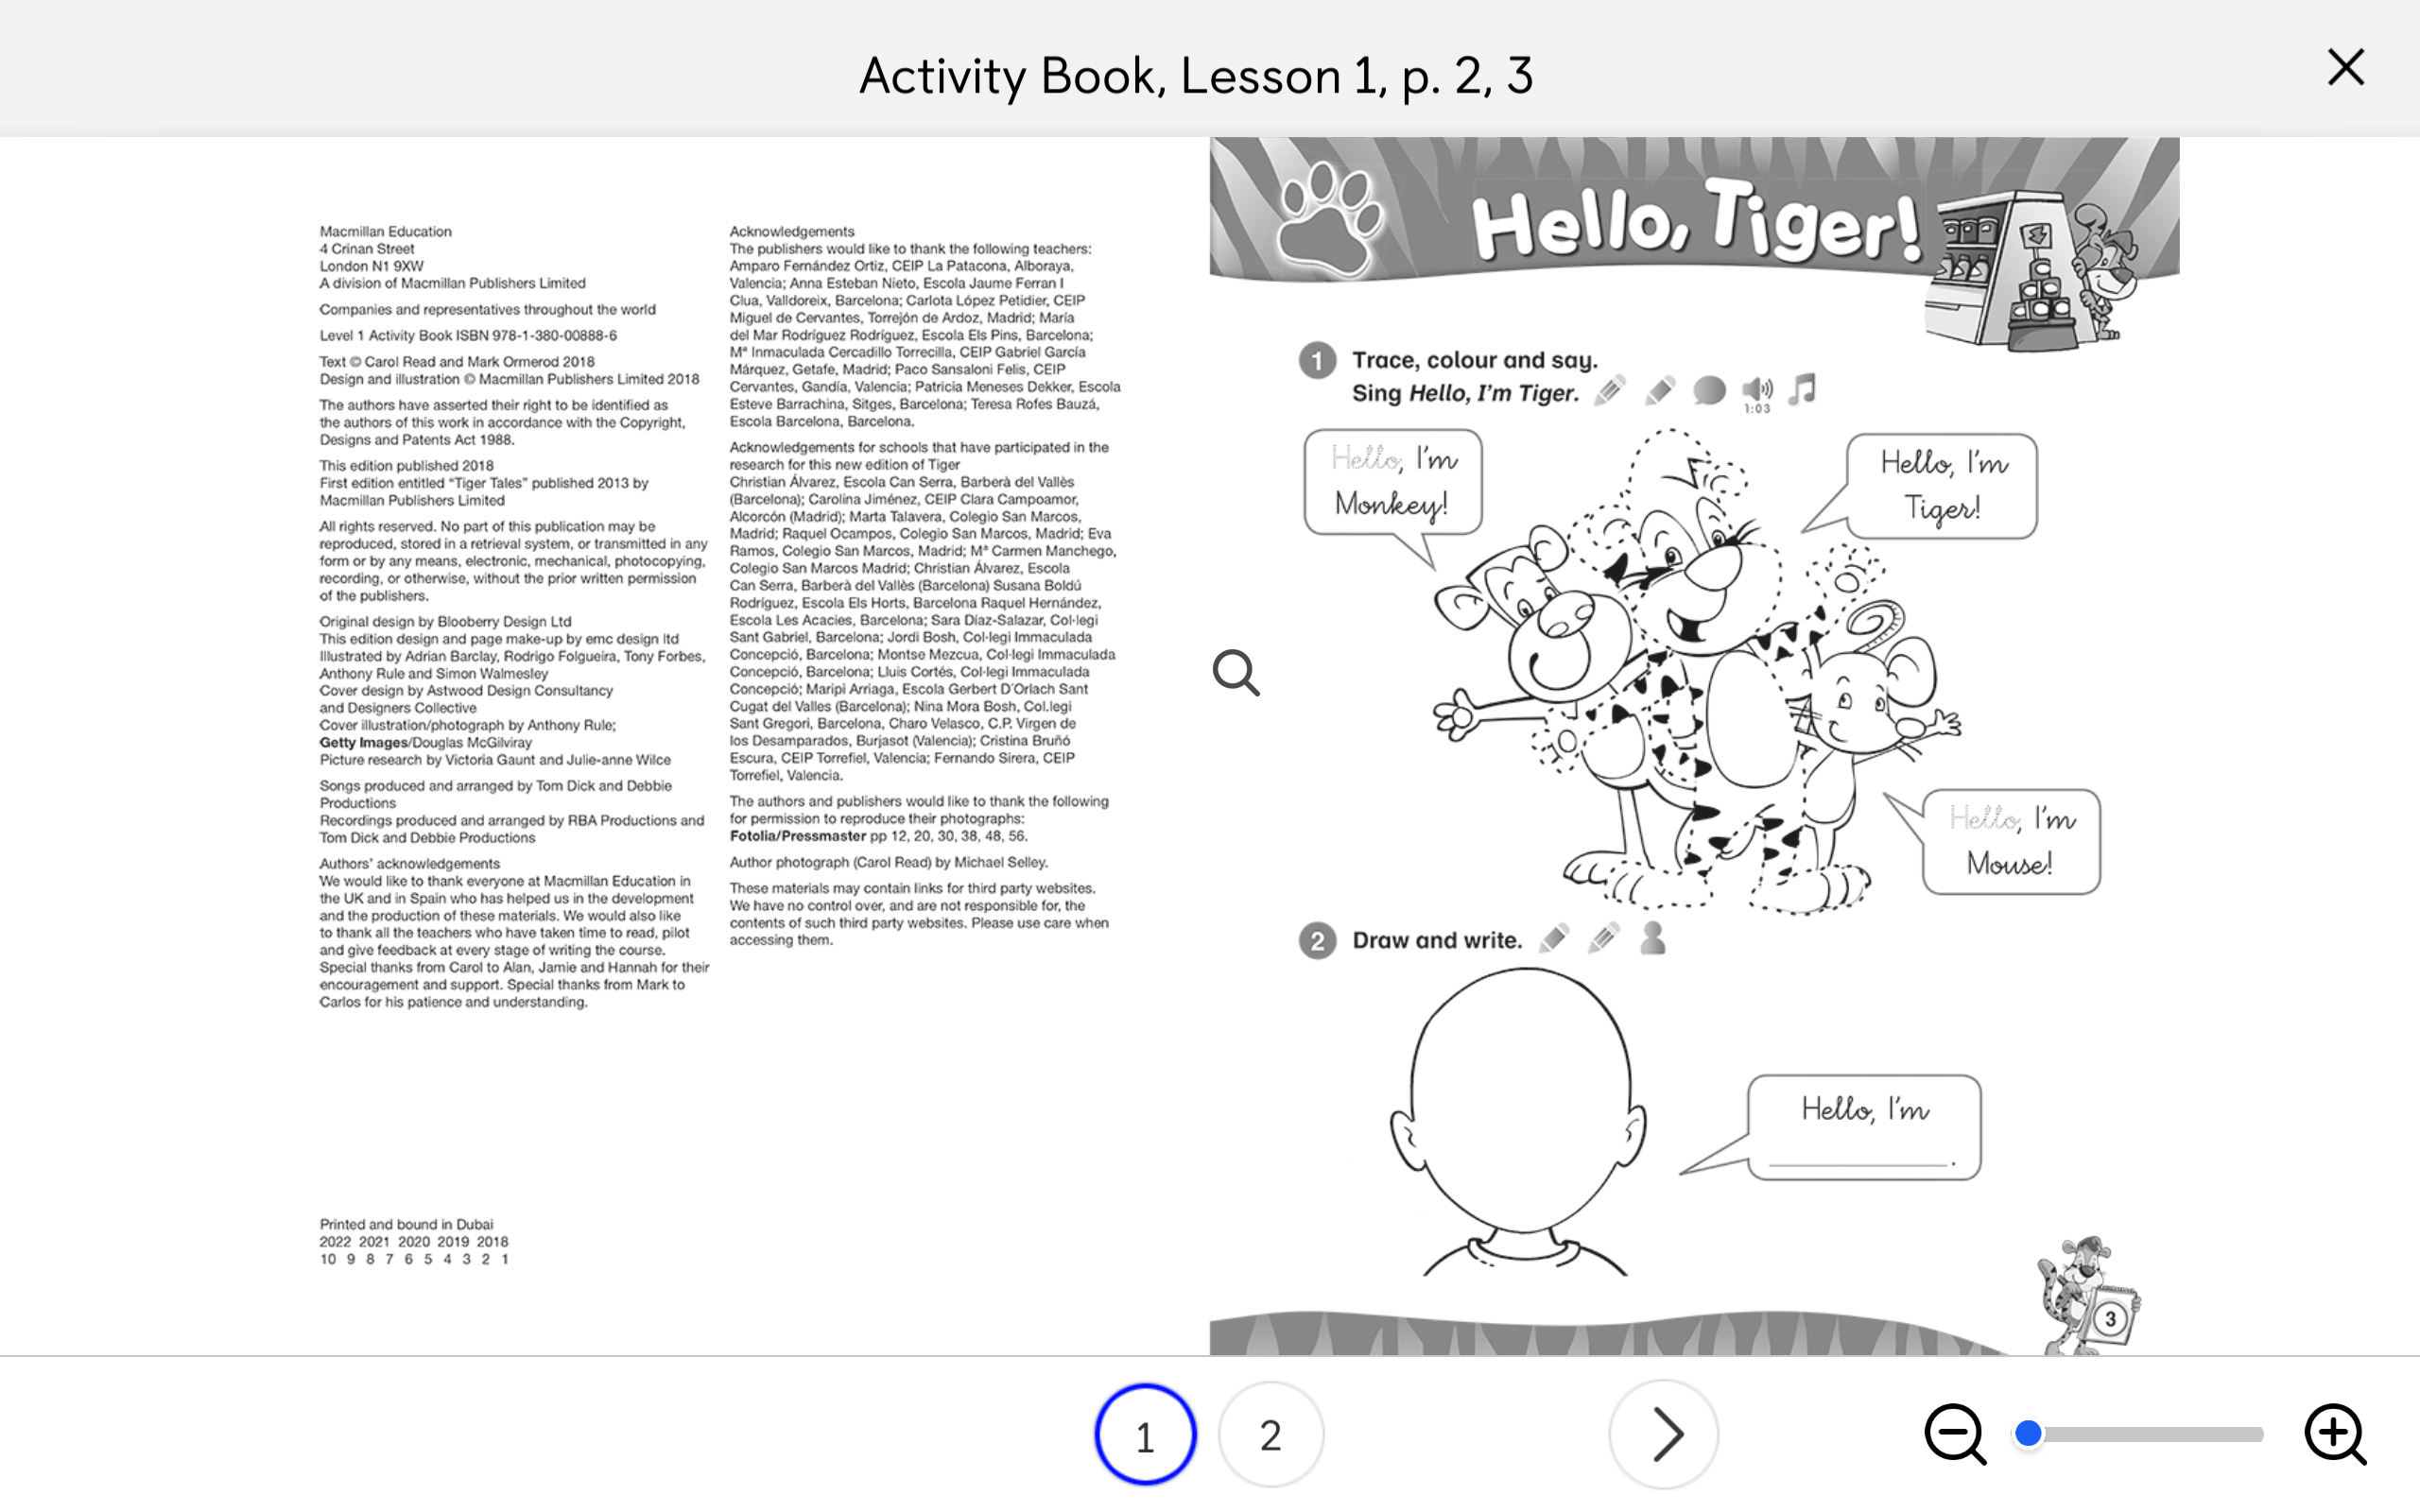 Activity Book, Lesson 1, p. 2, 3
Macmillan Education
4 Crinan Street
London N1 9XW
A division of Macmillan Publishers Limited
Companies and representatives throughout the world
Level 1 Activity Book ISBN 978-1-380-00888-6
Text © Carol Read and Mark Ormerod 2018
Design and illustration © Macmillan Publishers Limited 2018
The authors have asserted their right to be identified as
the authors of this work in accordance with the Copyright,
Designs and Patents Act 1988.
This edition published 2018
First edition entitled “Tiger Tales” published 2013 by
Macmillan Publishers Limited
All rights reserved. No part of this publication may be
reproduced, stored in a retrieval system, or transmitted in any
form or by any means, electronic, mechanical, photocopying,
recording, or otherwise, without the prior written permission
of the publishers.
Original design by Blooberry Design Ltd
This edition design and page make-up by emc design ltd
Illustrated by Adrian Barclay, Rodrigo Folgueira, Tony Forbes,
Anthony Rule and Simon Walmesley
Cover design by Astwood Design Consultancy
and Designers Collective
Cover illustration/photograph by Anthony Rule;
Getty Images/Douglas McGilviray
Picture research by Victoria Gaunt and Julie-anne Wilce
Songs produced and arranged by Tom Dick and Debbie
Productions
Recordings produced and arranged by RBA Productions and
Tom Dick and Debbie Productions
Authors’ acknowledgements
We would like to thank everyone at Macmillan Education in
the UK and in Spain who has helped us in the development
and the production of these materials. We would also like
to thank all the teachers who have taken time to read, pilot
and give feedback at every stage of writing the course.
Special thanks from Carol to Alan, Jamie and Hannah for their
encouragement and support. Special thanks from Mark to
Carlos for his patience and understanding.
Printed and bound in Dubai
2022 2021 2020 2019 2018
10 9 8 7 6 5 4 3 2 1
Acknowledgements
The publishers would like to thank the following teachers:
Amparo Fernández Ortiz, CEIP La Patacona, Alboraya,
Valencia; Anna Esteban Nieto, Escola Jaume Ferran I
Clua, Valldoreix, Barcelona; Carlota López Petidier, CEIP
Miguel de Cervantes, Torrejón de Ardoz, Madrid; María
del Mar Rodríguez Rodríguez, Escola Els Pins, Barcelona;
Mª Inmaculada Cercadillo Torrecilla, CEIP Gabriel García
Márquez, Getafe, Madrid; Paco Sansaloni Felis, CEIP
Cervantes, Gandía, Valencia; Patricia Meneses Dekker, Escola
Esteve Barrachina, Sitges, Barcelona; Teresa Rofes Bauzá,
Escola Barcelona, Barcelona.
Acknowledgements for schools that have participated in the
research for this new edition of Tiger
Christian Álvarez, Escola Can Serra, Barberà del Vallès
(Barcelona); Carolina Jiménez, CEIP Clara Campoamor,
Alcorcón (Madrid); Marta Talavera, Colegio San Marcos,
Madrid; Raquel Ocampos, Colegio San Marcos, Madrid; Eva
Ramos, Colegio San Marcos, Madrid; Mª Carmen Manchego,
Colegio San Marcos Madrid; Christian Álvarez, Escola
Can Serra, Barberà del Vallès (Barcelona) Susana Boldú
Rodríguez, Escola Els Horts, Barcelona Raquel Hernández,
Escola Les Acacies, Barcelona; Sara Díaz-Salazar, Col·legi
Sant Gabriel, Barcelona; Jordi Bosh, Col·legi Immaculada
Concepció, Barcelona; Montse Mezcua, Col·legi Immaculada
Concepció, Barcelona; Lluis Cortés, Col·legi Immaculada
Concepció; Maripi Arriaga, Escola Gerbert D´Orlach Sant
Cugat del Valles (Barcelona); Nina Mora Bosh, Col.legi
Sant Gregori, Barcelona, Charo Velasco, C.P. Virgen de
los Desamparados, Burjasot (Valencia); Cristina Bruñó
Escura, CEIP Torrefiel, Valencia; Fernando Sirera, CEIP
Torrefiel, Valencia.
The authors and publishers would like to thank the following
for permission to reproduce their photographs:
Fotolia/Pressmaster pp 12, 20, 30, 38, 48, 56.
Author photograph (Carol Read) by Michael Selley.
These materials may contain links for third party websites.
We have no control over, and are not responsible for, the
contents of such third party websites. Please use care when
accessing them.
Hello, Tiger!
1 Trace, colour and say.
Sing Hello, I’m Tiger.
1:03
Hello, I’m
Monkey!
Hello, I’m
Tiger!
Hello, I’m
Mouse!
2 Draw and write.
Hello, I’m
.
3
1 2